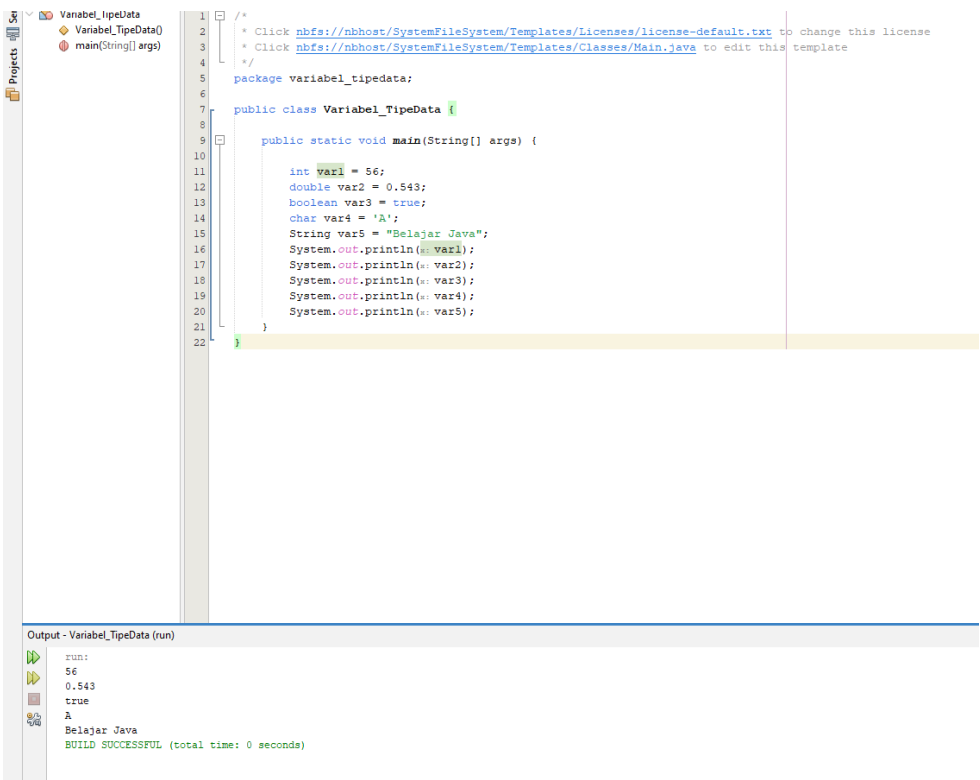 Ser
Projects
Variabel_TipeData
Variabel_TipeData()
main(String[] args)
1 /*
2 * Click nbfs://nbhost/SystemFileSystem/Templates/Licenses/license-default.txt to change this license
3 * Click nbfs://nbhost/SystemFileSystem/Templates/Classes/Main.java to edit this template
4 */
5 package variabel_tipedata;
6
7 public class Variabel_TipeData {
8
9 public static void main(String[] args) {
10
11 int var1 = 56;
12 double var2 = 0.543;
13 boolean var3 = true;
14 char var4 = 'A';
15 String var5 = "Belajar Java";
16 System.out.println(x: var1);
17 System.out.println(x: var2);
18 System.out.println(x: var3);
19 System.out.println(x: var4);
20 System.out.println(x: var5);
21 }
22 }
Output - Variabel_TipeData (run)
run:
56
0.543
true
A
Belajar Java
BUILD SUCCESSFUL (total time: 0 seconds)